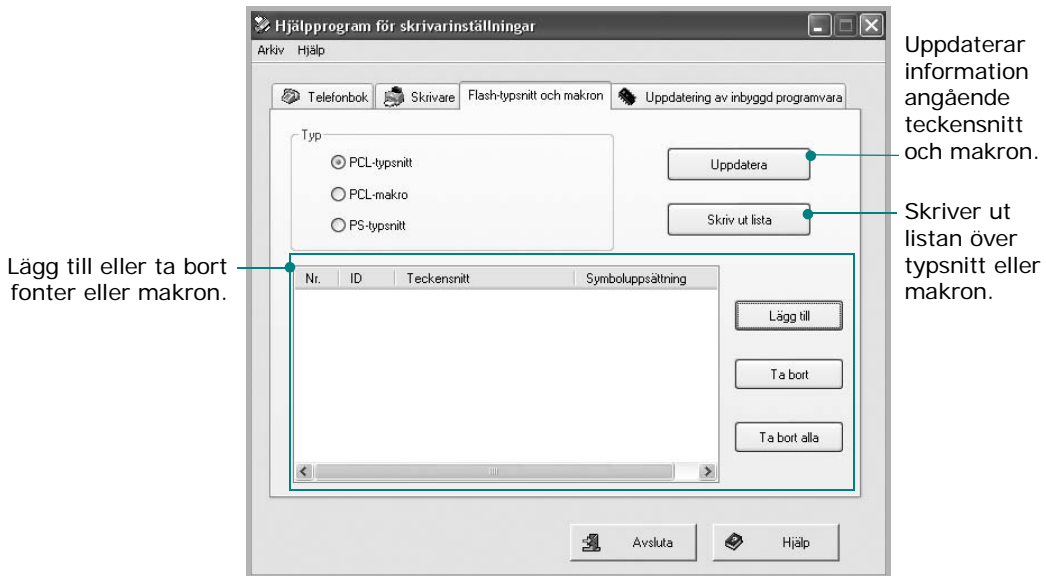 Hjälpprogram för skrivarinställningar
Arkiv Hjälp
Telefonbok Skrivare Flash-typsnitt och makron Uppdatering av inbyggd programvara
Typ
PCL-typsnitt
PCL-makro
PS-typsnitt
Uppdatera
Skriv ut lista
Nr. ID Teckensnitt Symboluppsättning
Lägg till
Ta bort
Ta bort alla
Avsluta Hjälp
Lägg till eller ta bort
fonter eller makron.
Uppdaterar
information
angående
teckensnitt
och makron.
Skriver ut
listan över
typsnitt eller
makron.